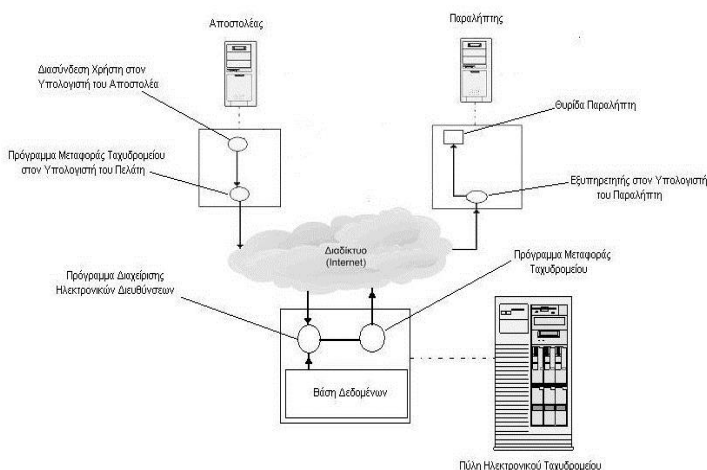 Αποστολέας
Παραλήπτης
Διασύνδεση Χρήστη στον
Υπολογιστή του Αποστολέα
Θυρίδα Παραλήπτη
Πρόγραμμα Μεταφοράς Ταχυδρομείου
στον Υπολογιστή του Πελάτη
Εξυπηρετητής στον Υπολογιστή
του Παραλήπτη
Διαδίκτυο
(Internet)
Πρόγραμμα Διαχείρισης
Ηλεκτρονικών Διευθύνσεων
Πρόγραμμα Μεταφοράς
Ταχυδρομείου
Βάση Δεδομένων
Πύλη Ηλεκτρονικού Ταχυδρομείου